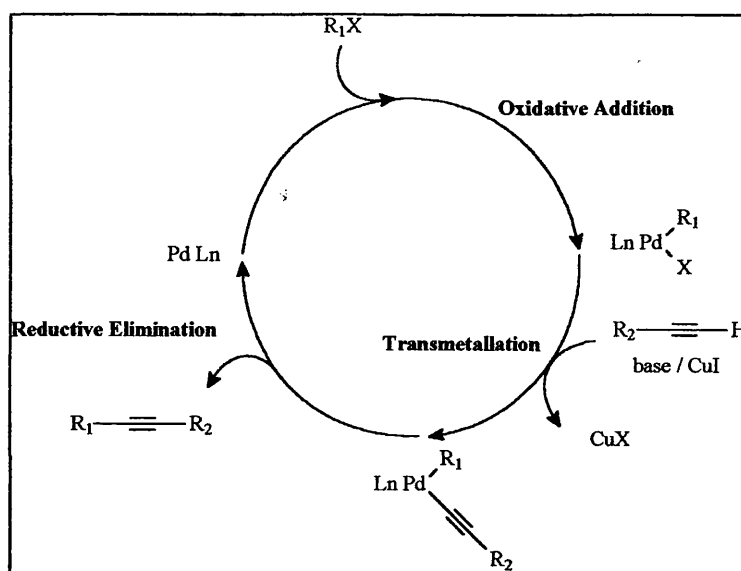 R₁X
Oxidative Addition
R₁
Ln Pd
X
Pd Ln
Reductive Elimination
Transmetallation
R₂ H
base / CuI
R₁ R₂
CuX
R₁
Ln Pd
R₂